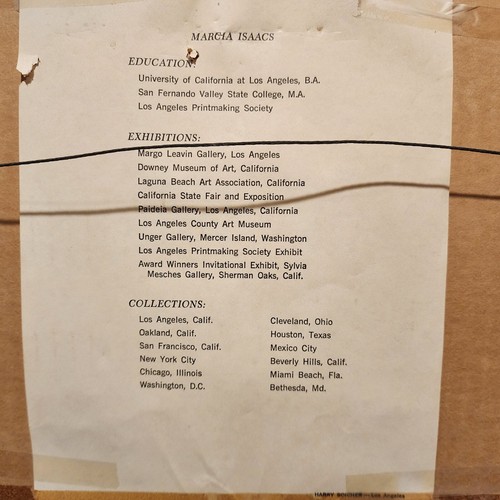 MARCIA ISAACS
EDUCATION:
University of California at Los Angeles, B.A.
San Fernando Valley State College, M.A.
Los Angeles Printmaking Society
EXHIBITIONS:
Margo Leavin Gallery, Los Angeles
Downey Museum of Art, California
Laguna Beach Art Association, California
California State Fair and Exposition
Paideia Gallery, Los Angeles, California
Los Angeles County Art Museum
Unger Gallery, Mercer Island, Washington
Los Angeles Printmaking Society Exhibit
Award Winners Invitational Exhibit, Sylvia
Mesches Gallery, Sherman Oaks, Calif.
COLLECTIONS:
Los Angeles, Calif.
Oakland, Calif.
San Francisco, Calif.
New York City
Chicago, Illinois
Washington, D.C.
Cleveland, Ohio
Houston, Texas
Mexico City
Beverly Hills, Calif.
Miami Beach, Fla.
Bethesda, Md.
Los Angeles